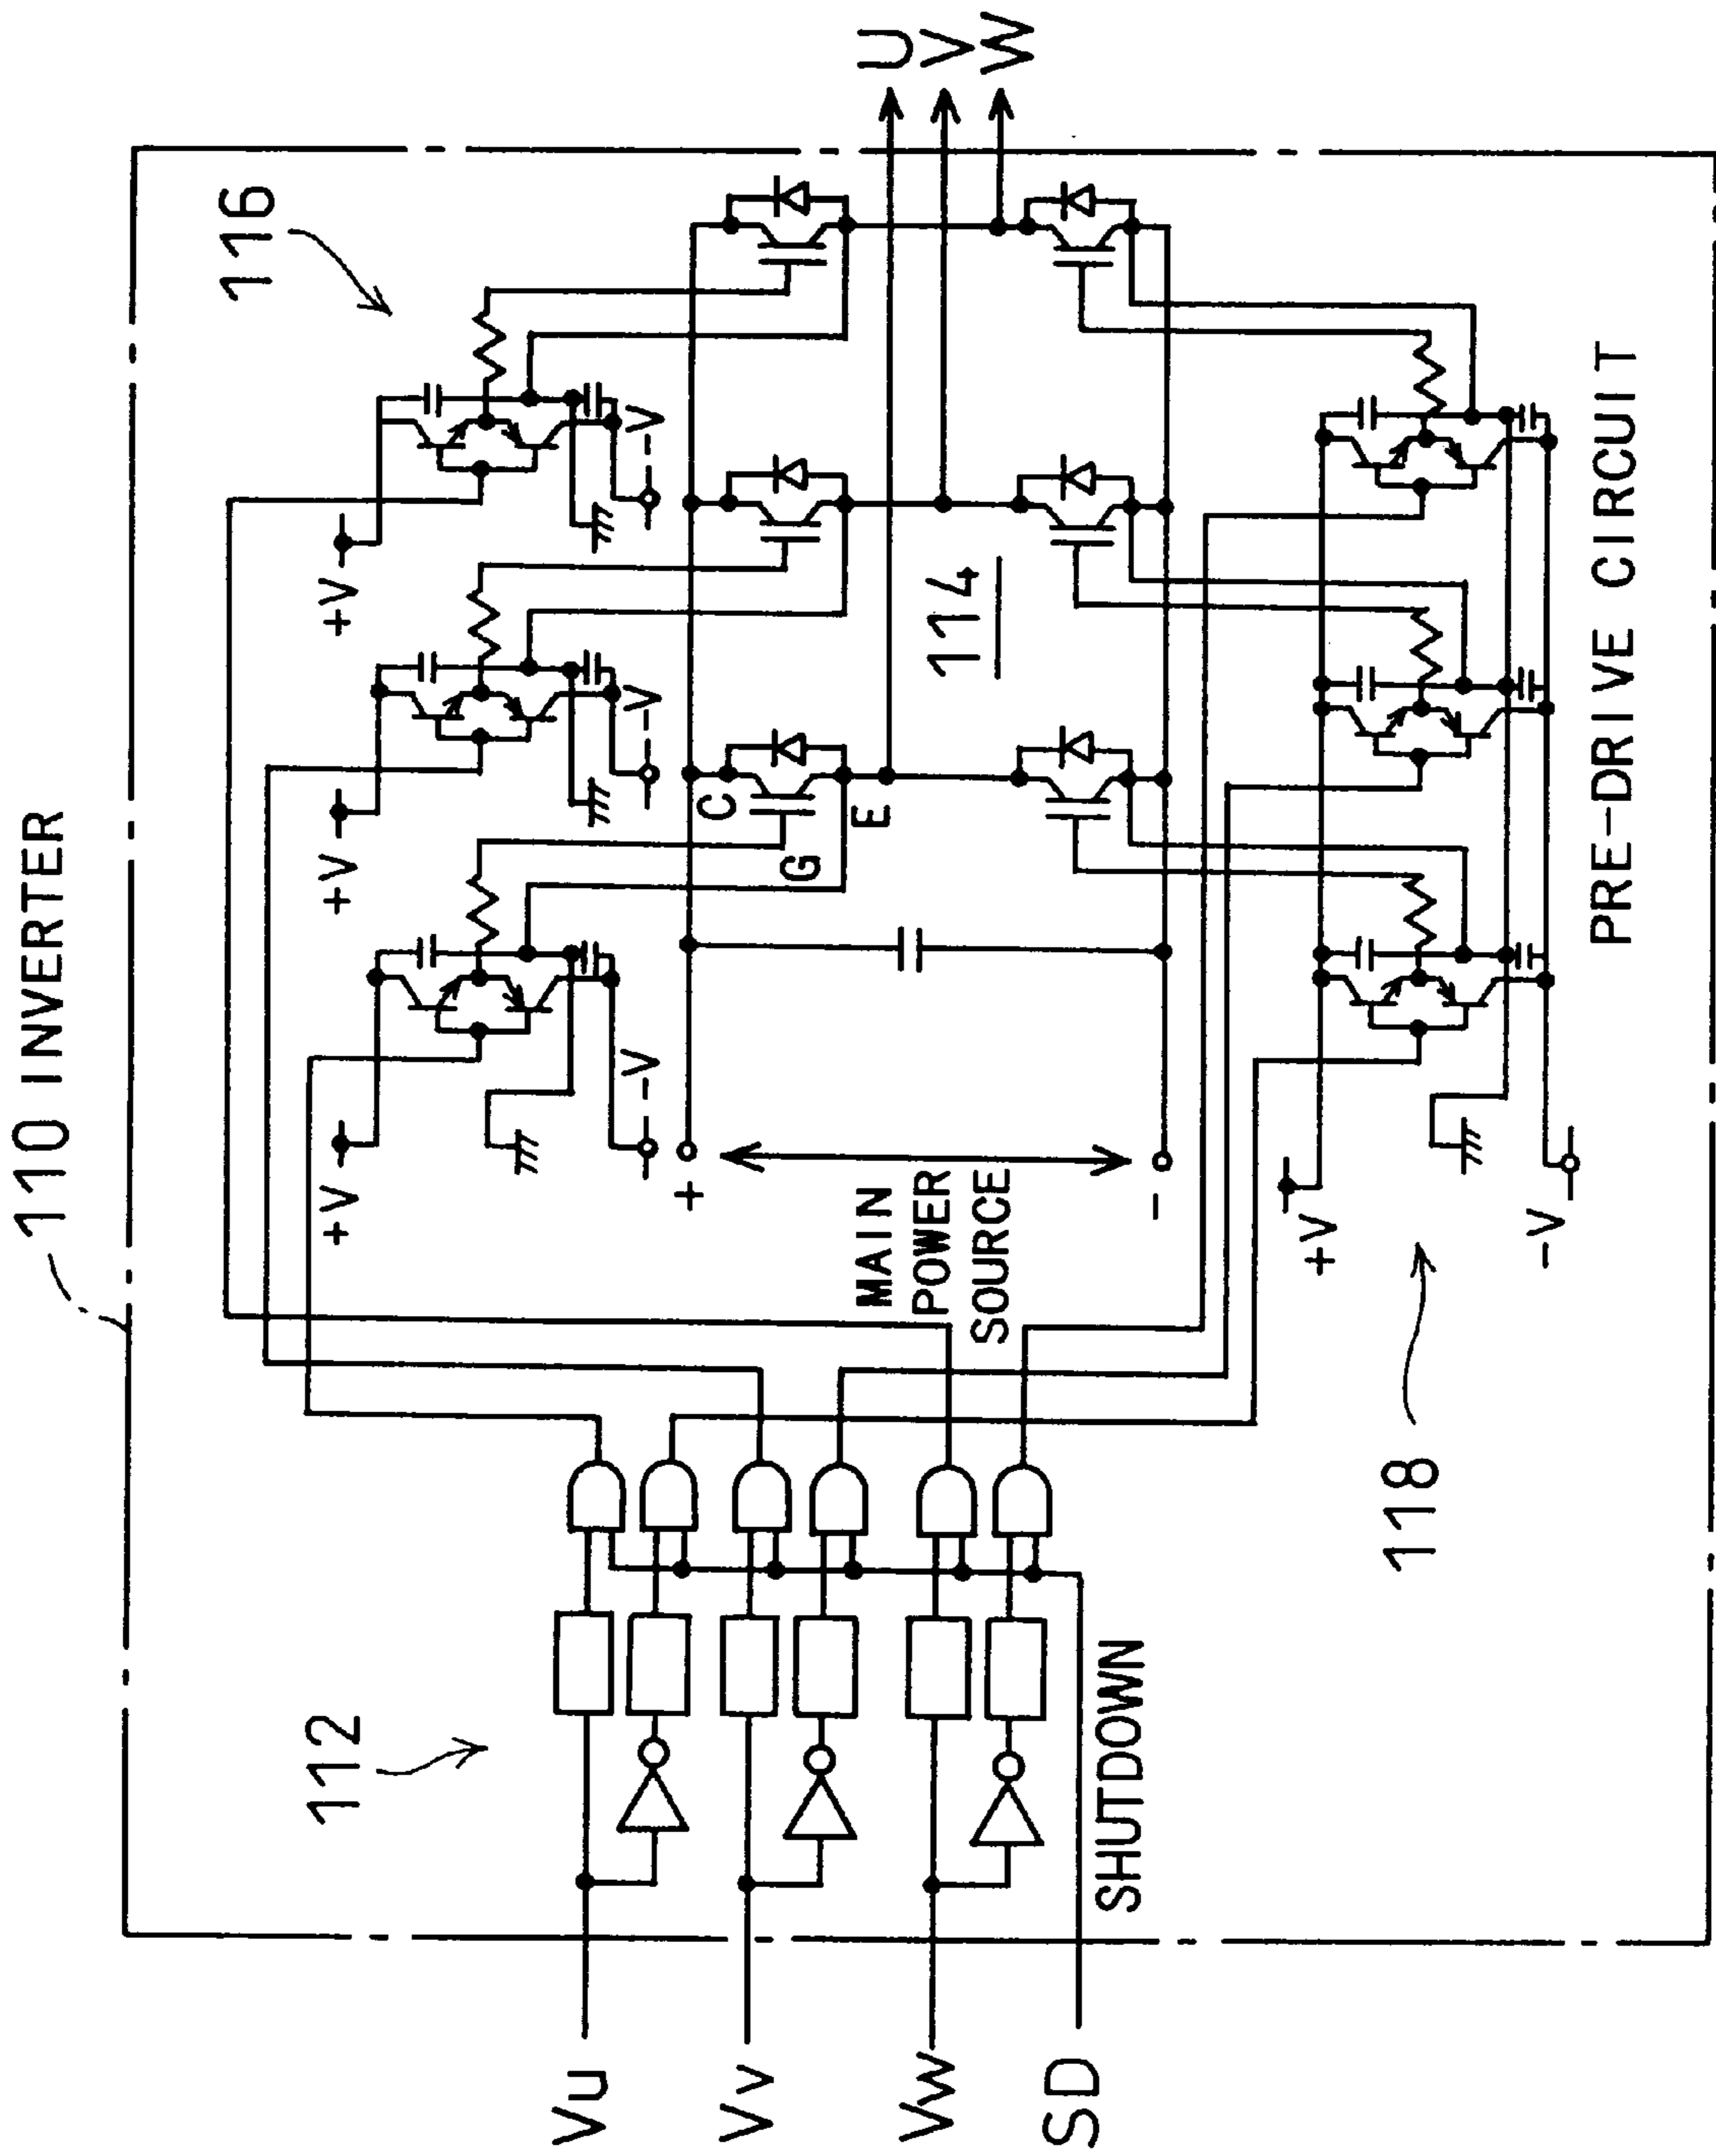 110 INVERTER
116
+V
+V
+V
-V
-V
-V
112
Vu
Vv
Vw
SD
SHUTDOWN
MAIN
POWER
SOURCE
+
-
C
G
E
114
U
V
W
+V
-V
118
PRE-DRIVE CIRCUIT